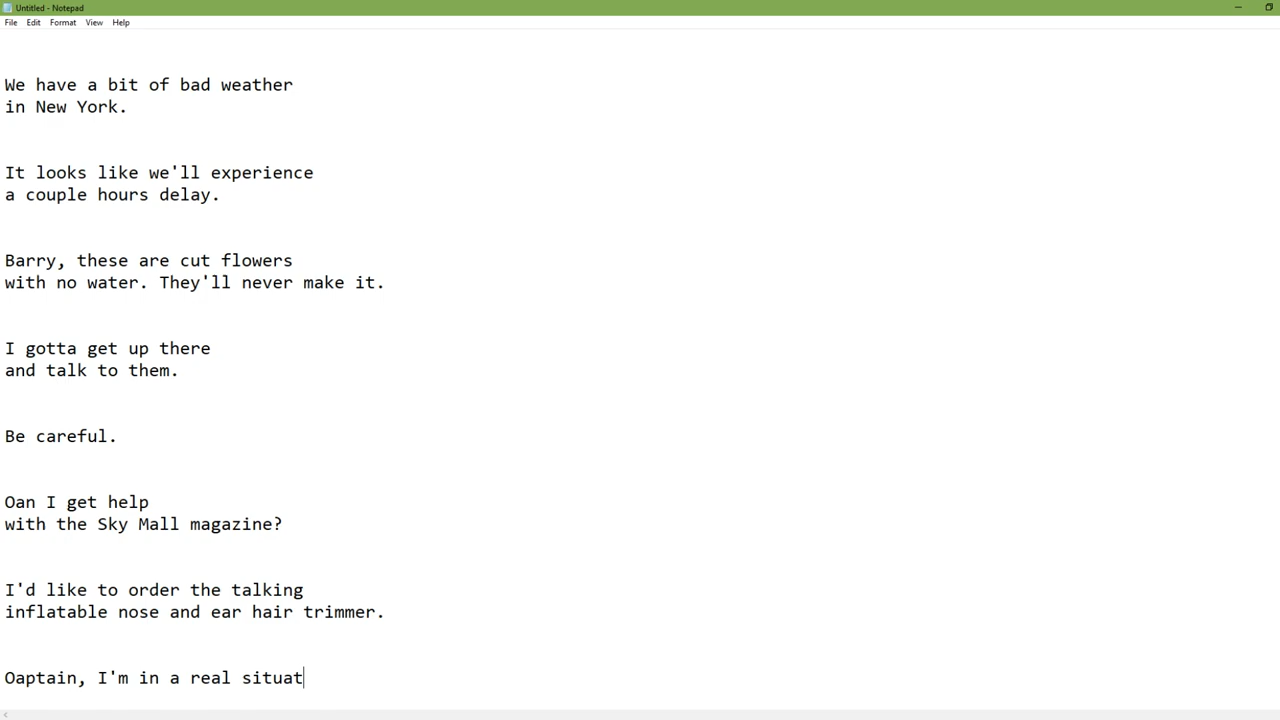 Untitled - Notepad
File Edit Format View Help
We have a bit of bad weather
in New York.
It looks like we'll experience
a couple hours delay.
Barry, these are cut flowers
with no water. They'll never make it.
I gotta get up there
and talk to them.
Be careful.
Oan I get help
with the Sky Mall magazine?
I'd like to order the talking
inflatable nose and ear hair trimmer.
Oaptain, I'm in a real situat